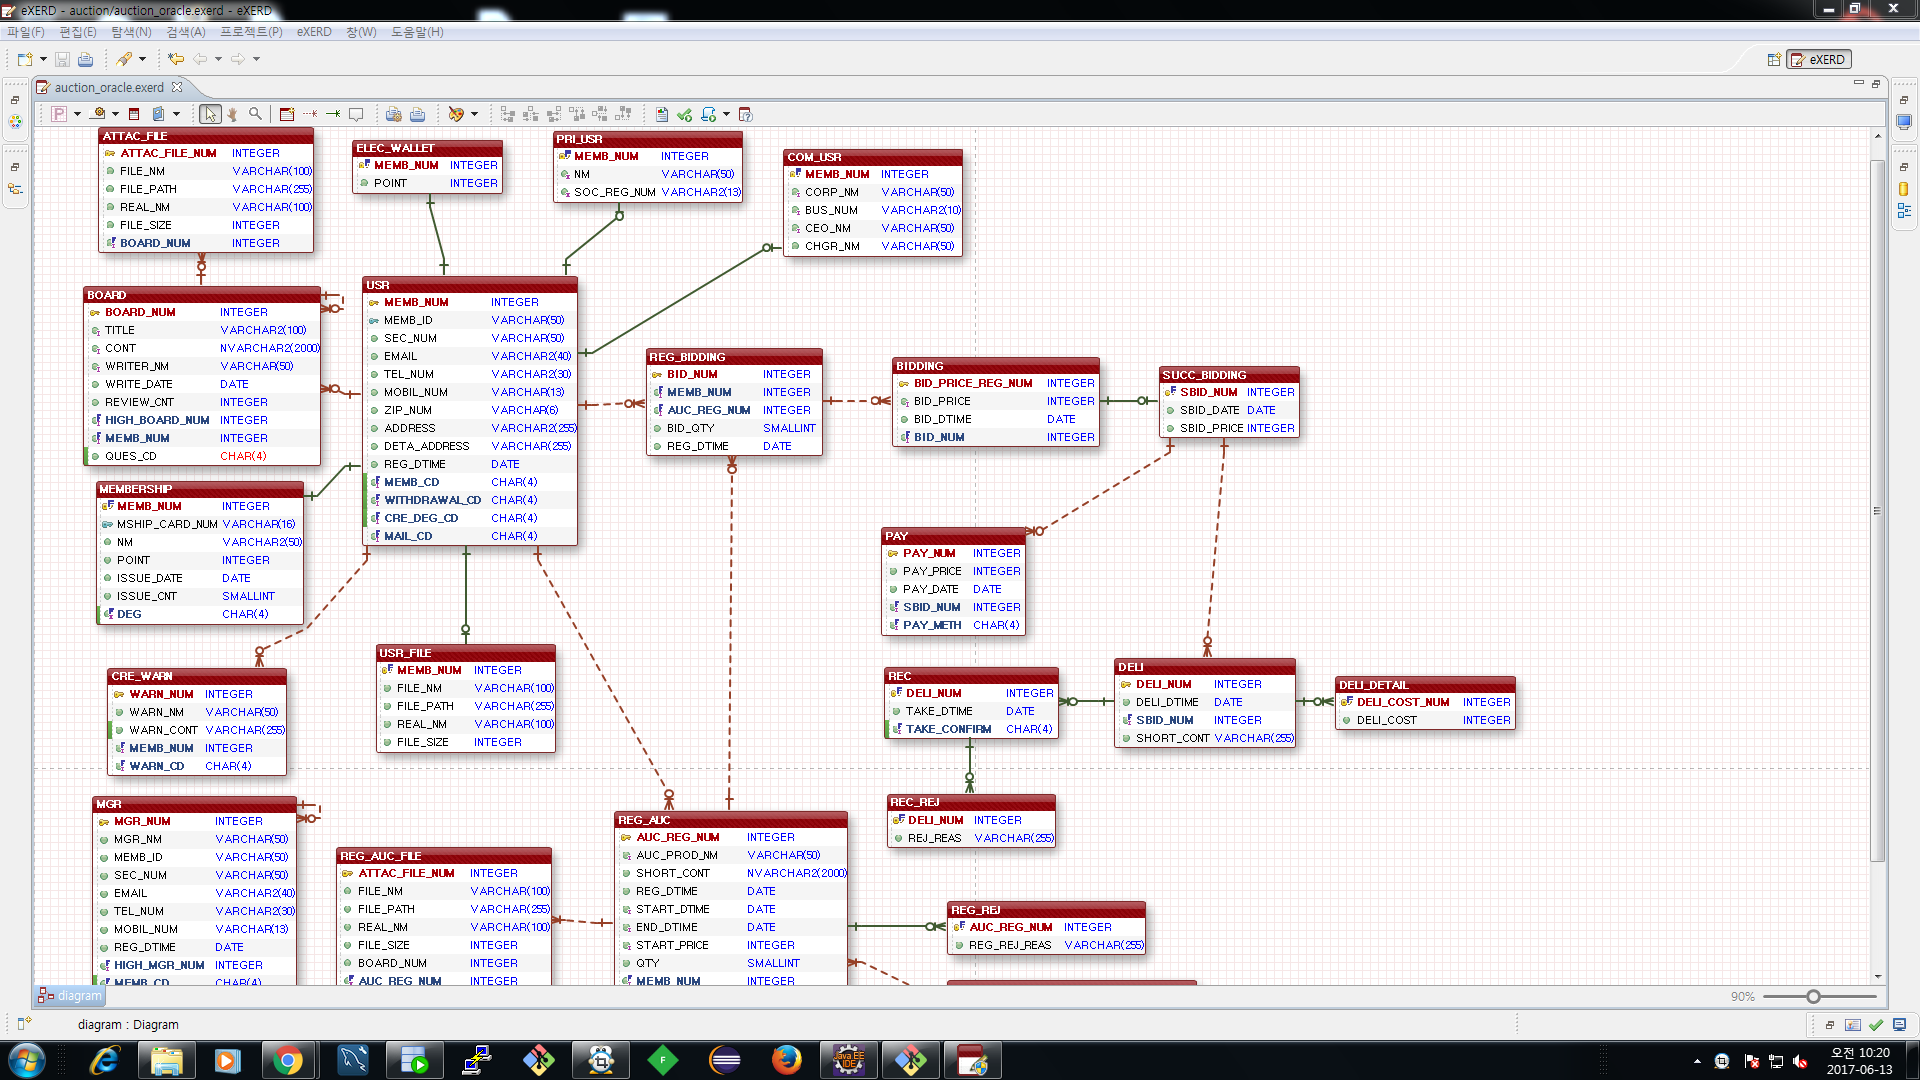 eXERD - auction/auction_oracle.exerd - eXERD
파일(F) 편집(E) 탐색(N) 검색(A) 프로젝트(P) eXERD 창(W) 도움말(H)
eXERD
auction_oracle.exerd
ATTAC_FILE
ATTAC_FILE_NUM INTEGER
FILE_NM VARCHAR(100)
FILE_PATH VARCHAR(255)
REAL_NM VARCHAR(100)
FILE_SIZE INTEGER
BOARD_NUM INTEGER
ELEC_WALLET
MEMB_NUM INTEGER
POINT INTEGER
PRI_USR
MEMB_NUM INTEGER
NM VARCHAR(50)
SOC_REG_NUM VARCHAR2(13)
COM_USR
MEMB_NUM INTEGER
CORP_NM VARCHAR(50)
BUS_NUM VARCHAR2(10)
CEO_NM VARCHAR(50)
CHGR_NM VARCHAR(50)
BOARD
BOARD_NUM INTEGER
TITLE VARCHAR2(100)
CONT NVARCHAR2(2000)
WRITER_NM VARCHAR(50)
WRITE_DATE DATE
REVIEW_CNT INTEGER
HIGH_BOARD_NUM INTEGER
MEMB_NUM INTEGER
QUES_CD CHAR(4)
USR
MEMB_NUM INTEGER
MEMB_ID VARCHAR(50)
SEC_NUM VARCHAR(50)
EMAIL VARCHAR2(40)
TEL_NUM VARCHAR2(30)
MOBIL_NUM VARCHAR(13)
ZIP_NUM VARCHAR(6)
ADDRESS VARCHAR2(255)
DETA_ADDRESS VARCHAR(255)
REG_DTIME DATE
MEMB_CD CHAR(4)
WITHDRAWAL_CD CHAR(4)
CRE_DEG_CD CHAR(4)
MAIL_CD CHAR(4)
REG_BIDDING
BID_NUM INTEGER
MEMB_NUM INTEGER
AUC_REG_NUM INTEGER
BID_QTY SMALLINT
REG_DTIME DATE
BIDDING
BID_PRICE_REG_NUM INTEGER
BID_PRICE INTEGER
BID_DTIME DATE
BID_NUM INTEGER
SUCC_BIDDING
SBID_NUM INTEGER
SBID_DATE DATE
SBID_PRICE INTEGER
MEMBERSHIP
MEMB_NUM INTEGER
MSHIP_CARD_NUM VARCHAR(16)
NM VARCHAR2(50)
POINT INTEGER
ISSUE_DATE DATE
ISSUE_CNT SMALLINT
DEG CHAR(4)
PAY
PAY_NUM INTEGER
PAY_PRICE INTEGER
PAY_DATE DATE
SBID_NUM INTEGER
PAY_METH CHAR(4)
CRE_WARN
WARN_NUM INTEGER
WARN_NM VARCHAR(50)
WARN_CONT VARCHAR(255)
MEMB_NUM INTEGER
WARN_CD CHAR(4)
USR_FILE
MEMB_NUM INTEGER
FILE_NM VARCHAR(100)
FILE_PATH VARCHAR(255)
REAL_NM VARCHAR(100)
FILE_SIZE INTEGER
REC
DELI_NUM INTEGER
TAKE_DTIME DATE
TAKE_CONFIRM CHAR(4)
DELI
DELI_NUM INTEGER
DELI_DTIME DATE
SBID_NUM INTEGER
SHORT_CONT VARCHAR(255)
DELI_DETAIL
DELI_COST_NUM INTEGER
DELI_COST INTEGER
REC_REJ
DELI_NUM INTEGER
REJ_REAS VARCHAR(255)
MGR
MGR_NUM INTEGER
MGR_NM VARCHAR(50)
MEMB_ID VARCHAR(50)
SEC_NUM VARCHAR(50)
EMAIL VARCHAR2(40)
TEL_NUM VARCHAR2(30)
MOBIL_NUM VARCHAR(13)
REG_DTIME DATE
HIGH_MGR_NUM INTEGER
MEMB_CD CHAR(4)
REG_AUC_FILE
ATTAC_FILE_NUM INTEGER
FILE_NM VARCHAR(100)
FILE_PATH VARCHAR(255)
REAL_NM VARCHAR(100)
FILE_SIZE INTEGER
BOARD_NUM INTEGER
AUC_REG_NUM INTEGER
REG_AUC
AUC_REG_NUM INTEGER
AUC_PROD_NM VARCHAR(50)
SHORT_CONT NVARCHAR2(2000)
REG_DTIME DATE
START_DTIME DATE
END_DTIME DATE
START_PRICE INTEGER
QTY SMALLINT
MEMB_NUM INTEGER
REG_REJ
AUC_REG_NUM INTEGER
REG_REJ_REAS VARCHAR(255)
diagram
90%
diagram : Diagram
Java EE
IDE
오전 10:20
2017-06-13